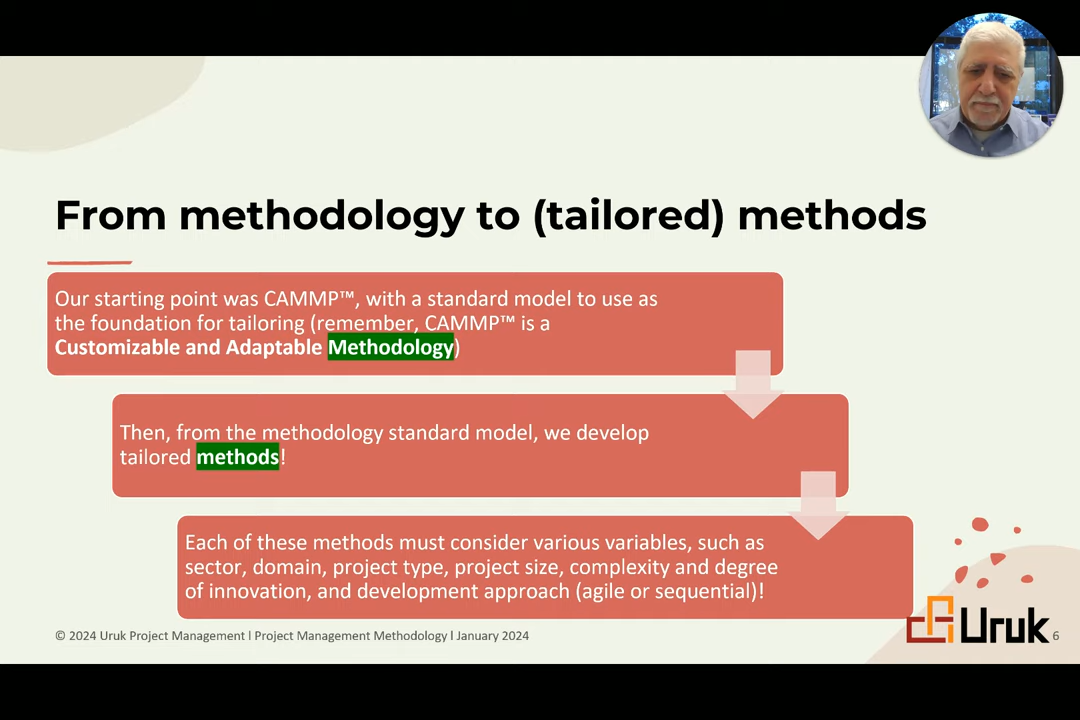 From methodology to (tailored) methods
Our starting point was CAMMP™, with a standard model to use as
the foundation for tailoring (remember, CAMMP™ is a
Customizable and Adaptable Methodology)
Then, from the methodology standard model, we develop
tailored methods!
Each of these methods must consider various variables, such as
sector, domain, project type, project size, complexity and degree
of innovation, and development approach (agile or sequential)!
© 2024 Uruk Project Management l Project Management Methodology l January 2024
Uruk
6